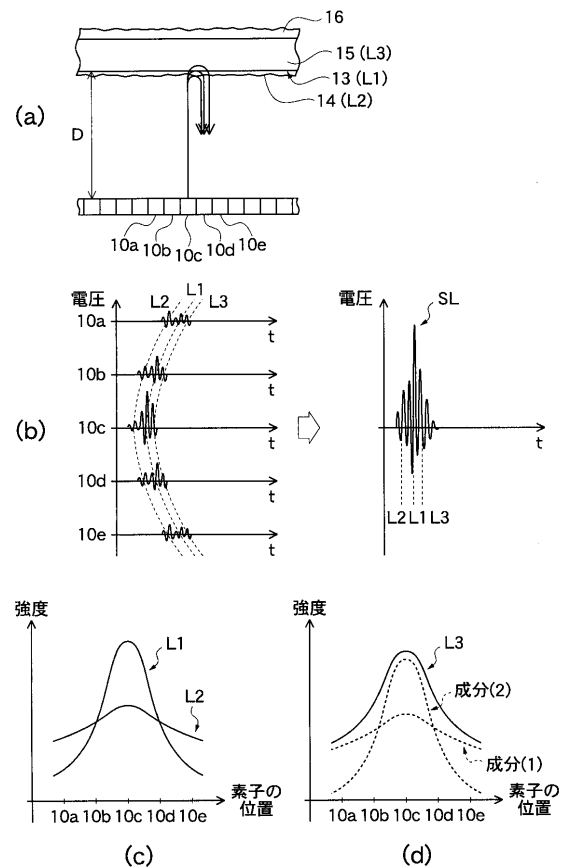 16
15 (L3)
13 (L1)
14 (L2)
(a)
D
10a 10b 10c 10d 10e
電圧
L2 L1 L3
10a
t
10b
t
(b)
10c
t
10d
t
10e
t
電圧
SL
t
L2 L1 L3
強度
L1
L2
素子の
位置
10a 10b 10c 10d 10e
(c)
強度
L3
成分(2)
成分(1)
素子の
位置
10a 10b 10c 10d 10e
(d)